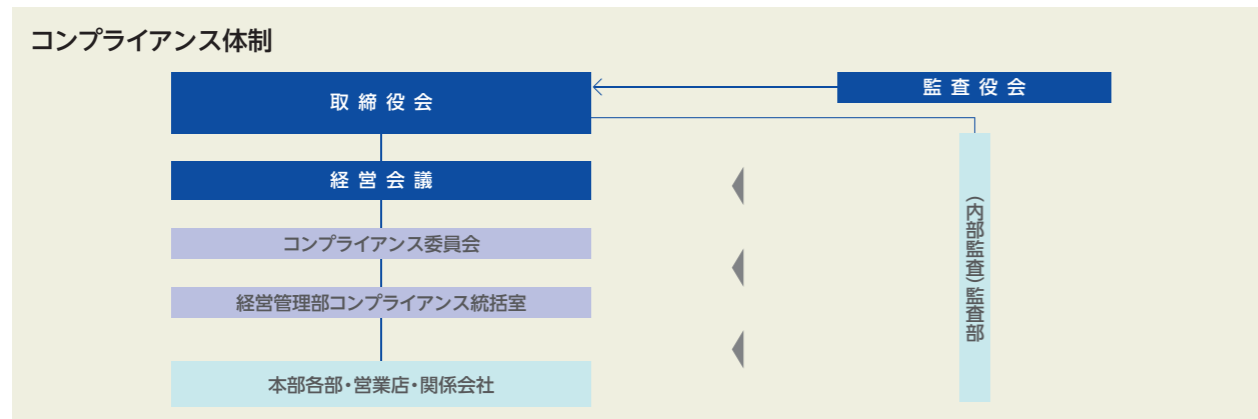 コンプライアンス体制
取締役会
監査役会
経営会議
コンプライアンス委員会
経営管理部コンプライアンス統括室
本部各部・営業店・関係会社
(内部監査)監査部